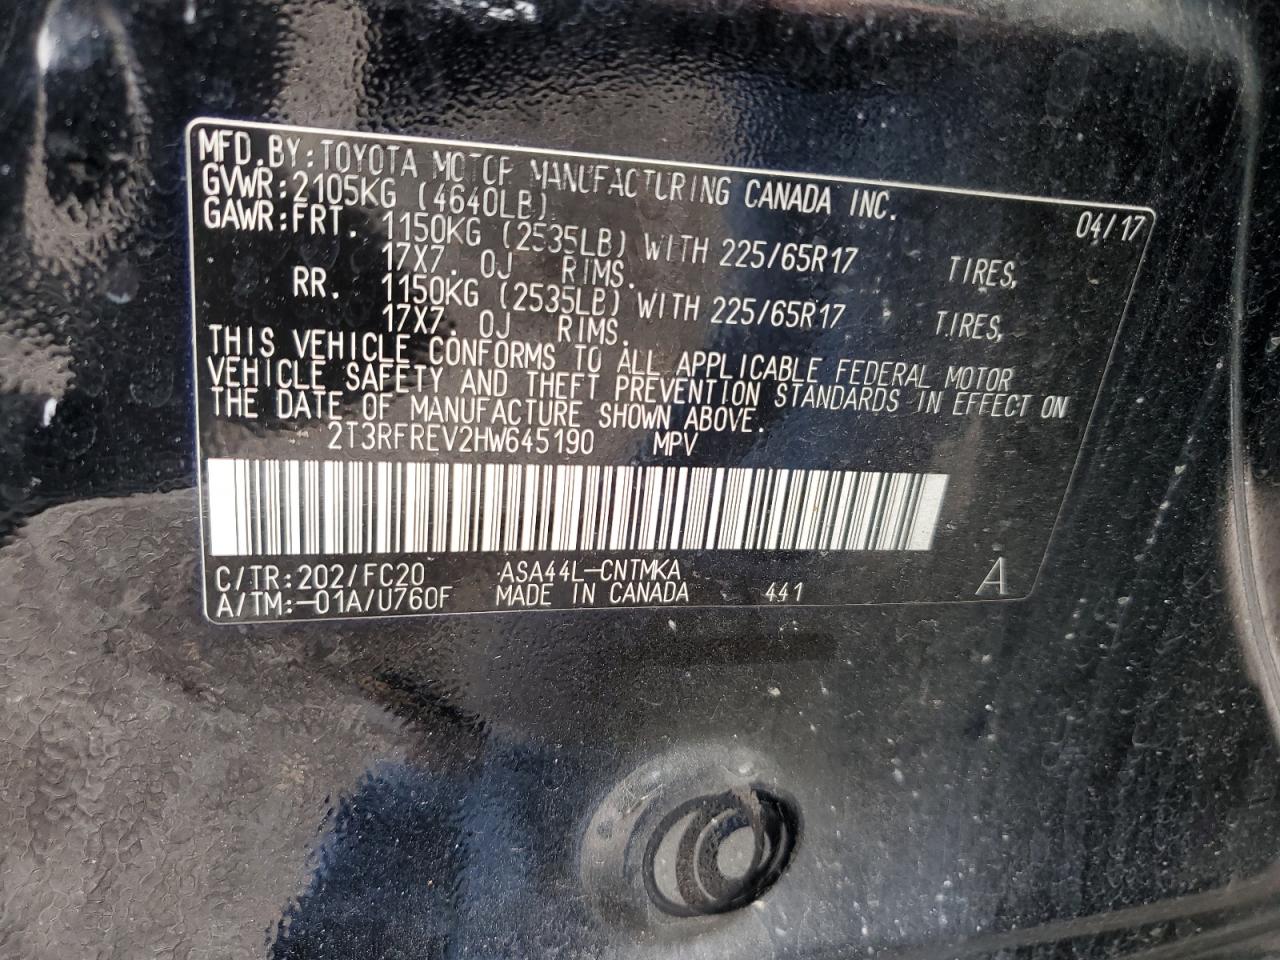 MFD.BY:TOYOTA MOTOR MANUFACTURING CANADA INC. 04/17
GVWR:2105KG (4640LB)
GAWR:FRT. 1150KG (2535LB) WITH 225/65R17 TIRES,
17X7. 0J RIMS.
RR. 1150KG (2535LB) WITH 225/65R17 TIRES,
17X7. 0J RIMS.
THIS VEHICLE CONFORMS TO ALL APPLICABLE FEDERAL MOTOR
VEHICLE SAFETY AND THEFT PREVENTION STANDARDS IN EFFECT ON
THE DATE OF MANUFACTURE SHOWN ABOVE.
2T3RFREV2HW645190 MPV
C/TR:202/FC20 ASA44L-CNTMKA
A/TM:-01A/U760F MADE IN CANADA 441 A